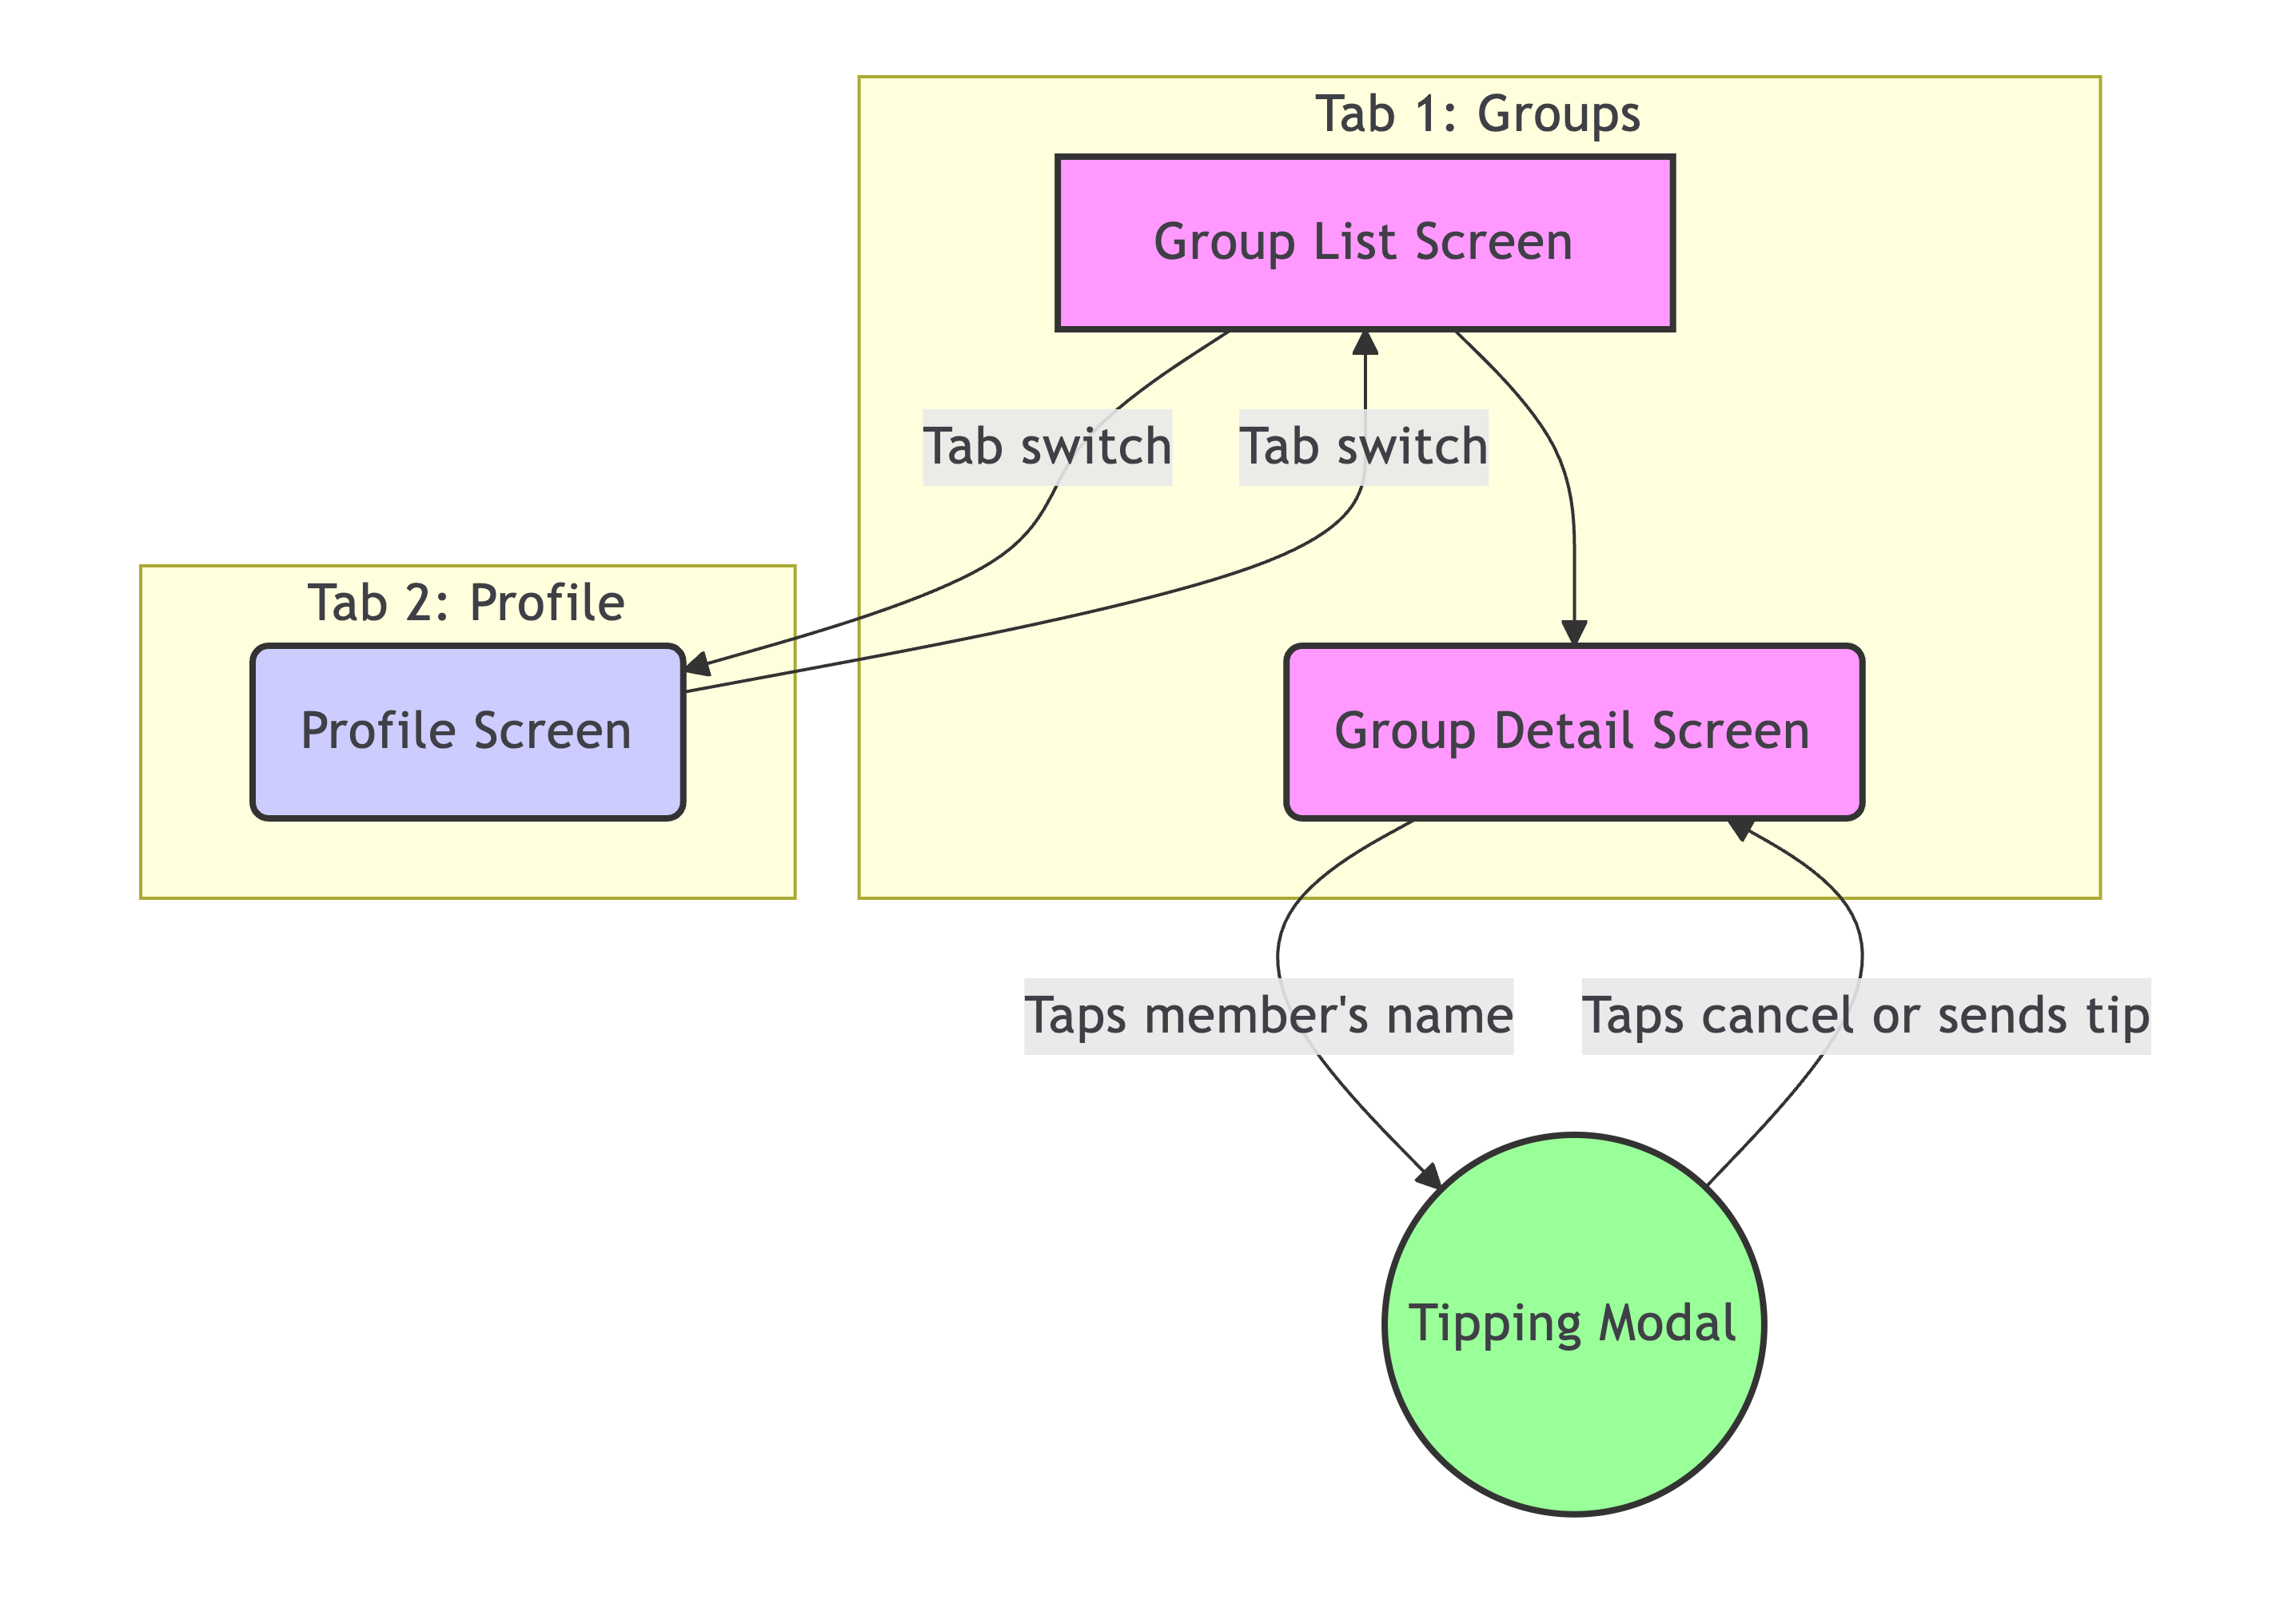 Tab 1: Groups
Group List Screen
Tab switch
Tab switch
Tab 2: Profile
Profile Screen
Group Detail Screen
Taps member's name
Taps cancel or sends tip
Tipping Modal